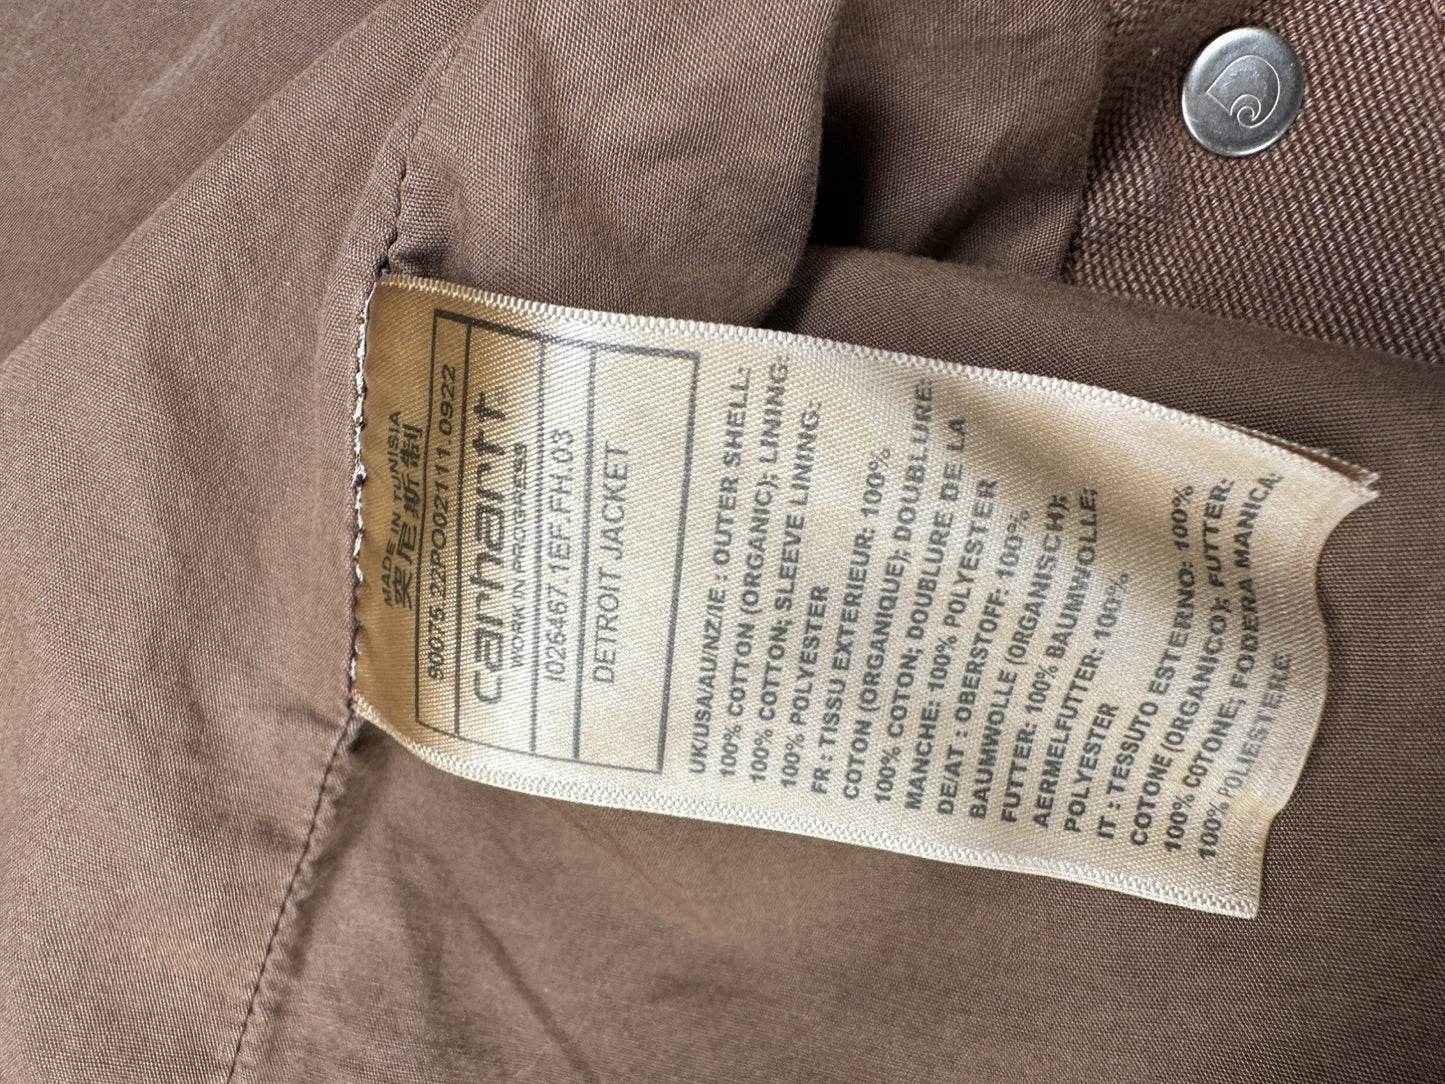 MADE IN TUNISIA
突尼斯制
90075 22PO02111.0922
carhartt
WORK IN PROGRESS
I026467.1EF.FH.03
DETROIT JACKET
UK/USA/AU/NZ/IE : OUTER SHELL:
100% COTTON (ORGANIC); LINING:
100% COTTON; SLEEVE LINING:
100% POLYESTER
FR : TISSU EXTERIEUR: 100%
COTON (ORGANIQUE); DOUBLURE:
100% COTON; DOUBLURE DE LA
MANCHE: 100% POLYESTER
DE/AT : OBERSTOFF: 100%
BAUMWOLLE (ORGANISCH);
FUTTER: 100% BAUMWOLLE;
AERMELFUTTER: 100%
POLYESTER
IT : TESSUTO ESTERNO: 100%
COTONE (ORGANICO); FUTTER:
100% COTONE; FODERA MANICA:
100% POLIESTERE